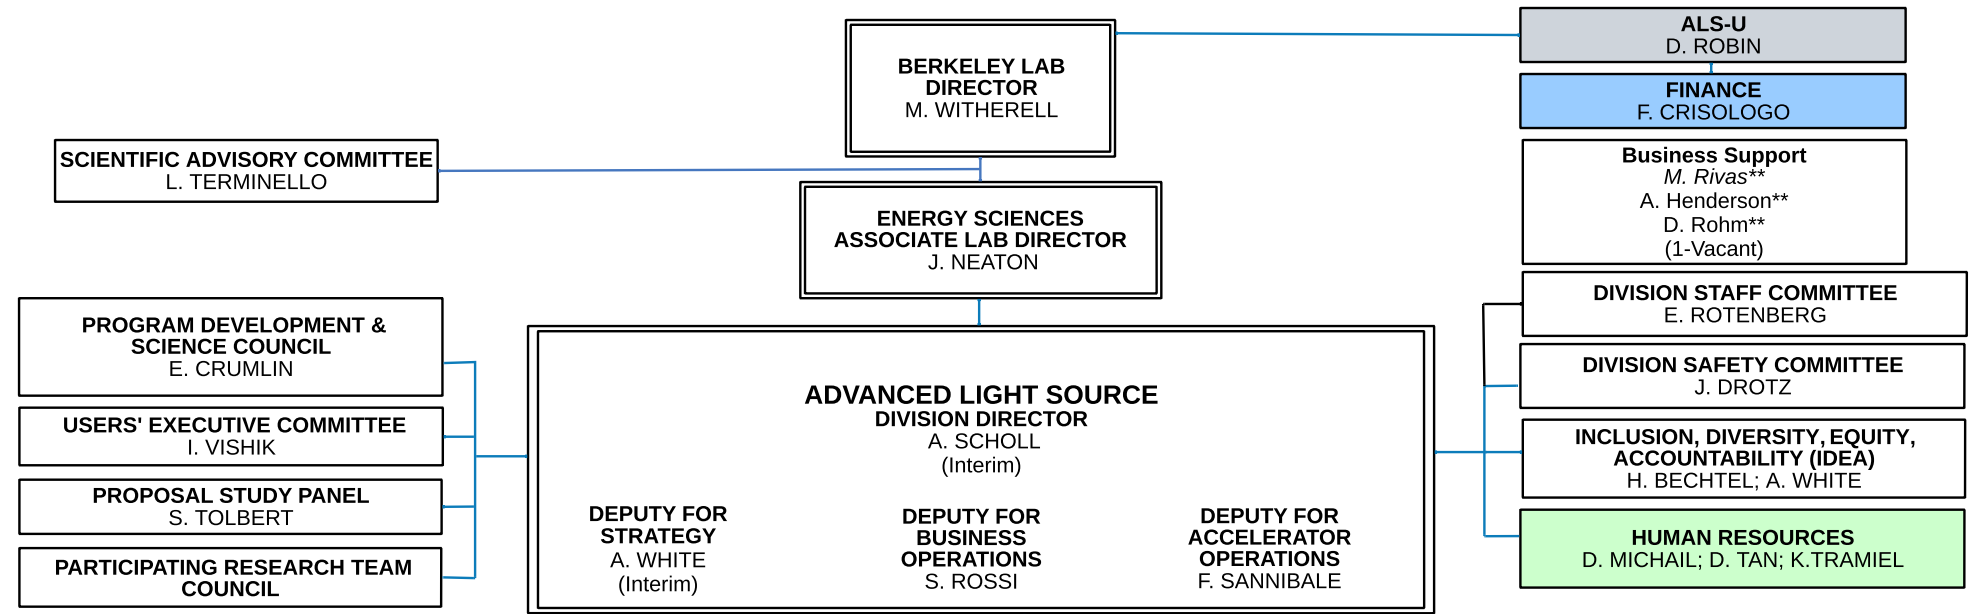 BERKELEY LAB
DIRECTOR
M. WITHERELL
ALS-U
D. ROBIN
FINANCE
F. CRISOLOGO
SCIENTIFIC ADVISORY COMMITTEE
L. TERMINELLO
Business Support
M. Rivas**
A. Henderson**
D. Rohm**
(1-Vacant)
ENERGY SCIENCES
ASSOCIATE LAB DIRECTOR
J. NEATON
PROGRAM DEVELOPMENT &
SCIENCE COUNCIL
E. CRUMLIN
USERS' EXECUTIVE COMMITTEE
I. VISHIK
PROPOSAL STUDY PANEL
S. TOLBERT
PARTICIPATING RESEARCH TEAM
COUNCIL
ADVANCED LIGHT SOURCE
DIVISION DIRECTOR
A. SCHOLL
(Interim)
DEPUTY FOR
STRATEGY
A. WHITE
(Interim)
DEPUTY FOR
BUSINESS
OPERATIONS
S. ROSSI
DEPUTY FOR
ACCELERATOR
OPERATIONS
F. SANNIBALE
DIVISION STAFF COMMITTEE
E. ROTENBERG
DIVISION SAFETY COMMITTEE
J. DROTZ
INCLUSION, DIVERSITY, EQUITY,
ACCOUNTABILITY (IDEA)
H. BECHTEL; A. WHITE
HUMAN RESOURCES
D. MICHAIL; D. TAN; K.TRAMIEL